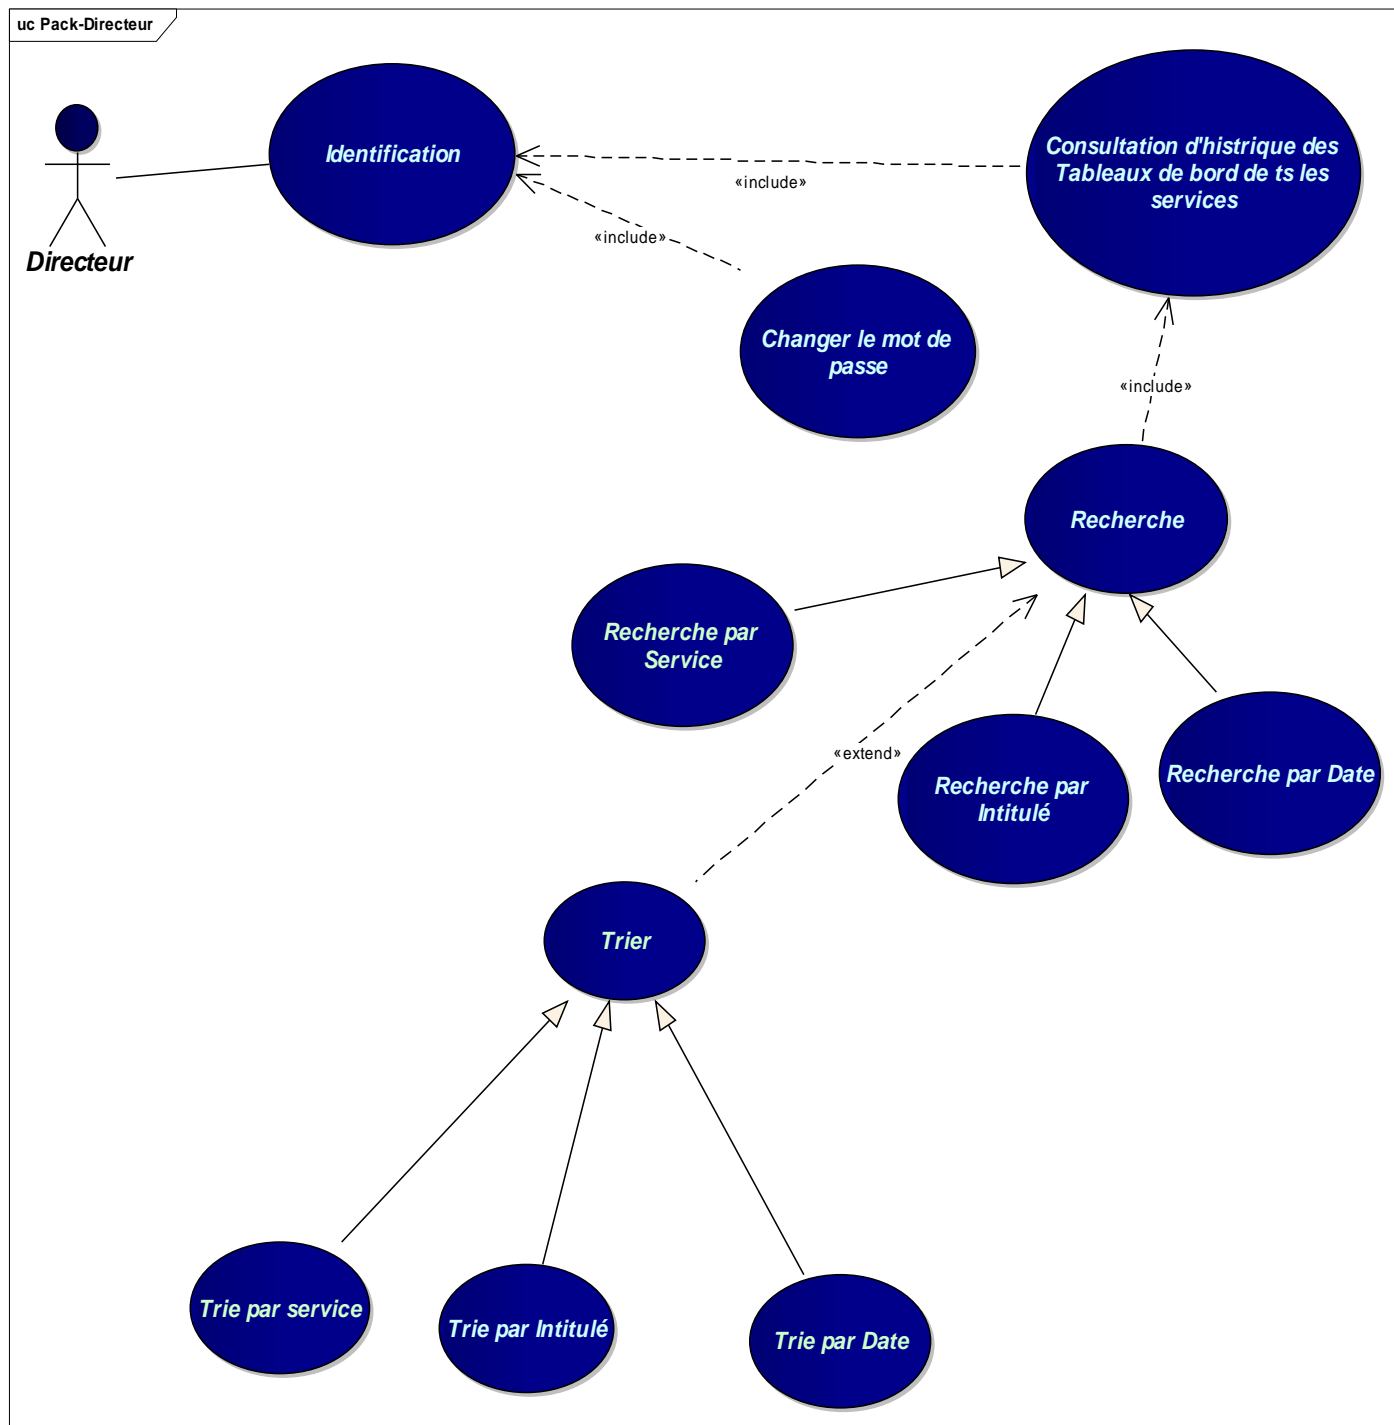 uc Pack-Directeur
Identification
Consultation d'histrique des
Tableaux de bord de ts les
services
«include»
«include»
Directeur
Changer le mot de
passe
«include»
Recherche
Recherche par
Service
«extend»
Recherche par
Intitulé
Recherche par Date
Trier
Trie par service
Trie par Intitulé
Trie par Date